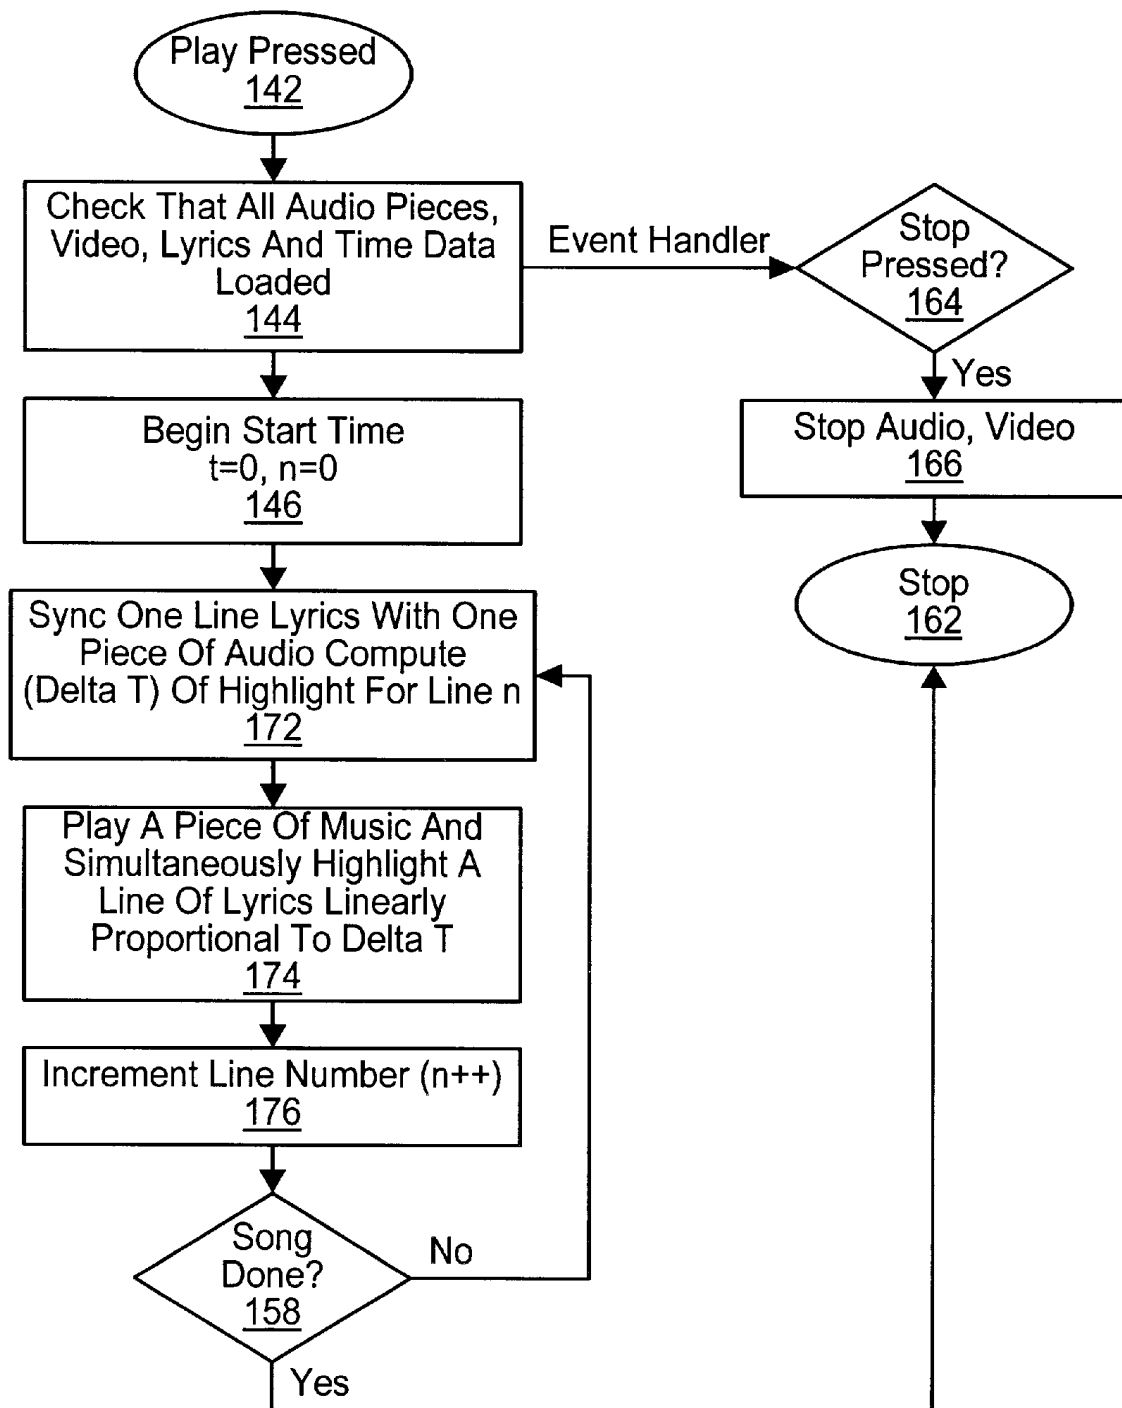 Play Pressed
142
Check That All Audio Pieces,
Video, Lyrics And Time Data
Loaded
144
Event Handler
Stop
Pressed?
164
Yes
Begin Start Time
t=0, n=0
146
Stop Audio, Video
166
Sync One Line Lyrics With One
Piece Of Audio Compute
(Delta T) Of Highlight For Line n
172
Stop
162
Play A Piece Of Music And
Simultaneously Highlight A
Line Of Lyrics Linearly
Proportional To Delta T
174
Increment Line Number (n++)
176
Song
Done?
158
No
Yes